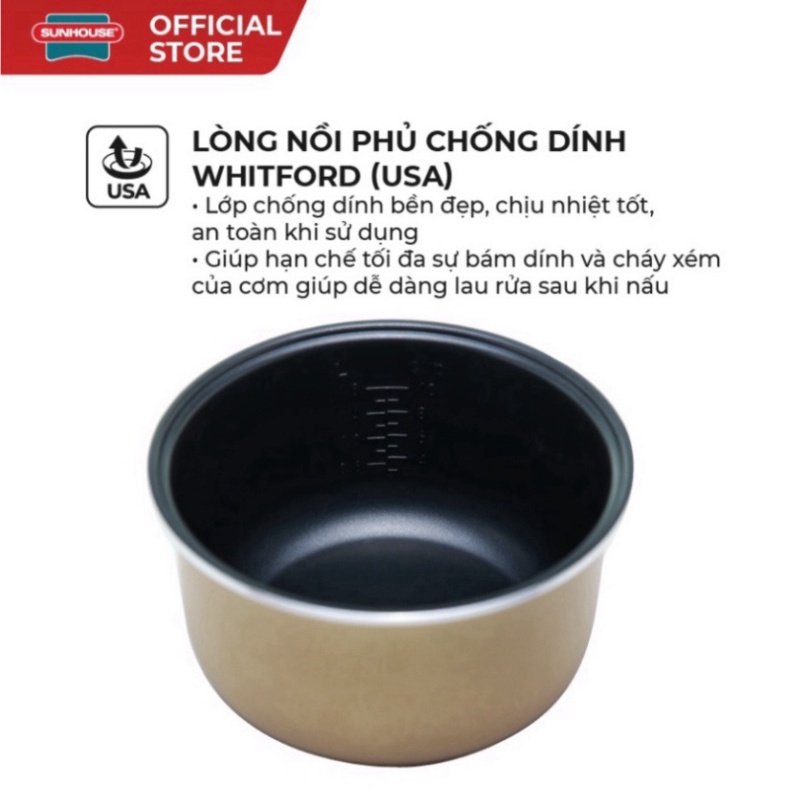 SUNHOUSE®
OFFICIAL
STORE
USA
LÒNG NỒI PHỦ CHỐNG DÍNH
WHITFORD (USA)
• Lớp chống dính bền đẹp, chịu nhiệt tốt,
an toàn khi sử dụng
• Giúp hạn chế tối đa sự bám dính và cháy xém
của cơm giúp dễ dàng lau rửa sau khi nấu